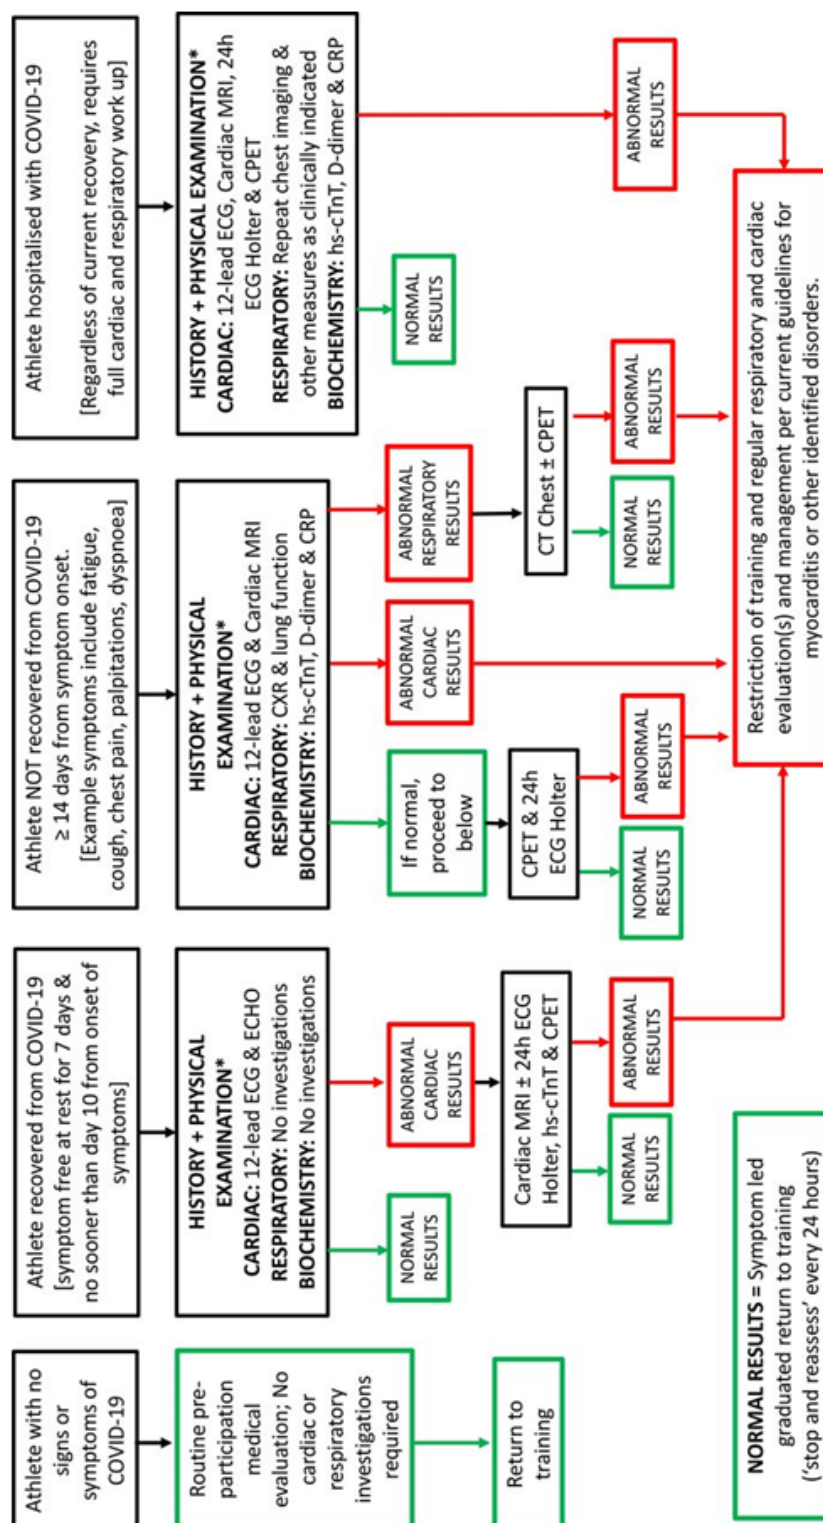 Athlete with no
signs or
symptoms of
COVID-19
Routine pre-
participation
medical
evaluation; No
cardiac or
respiratory
investigations
required
Return to
training
Athlete recovered from COVID-19
[symptom free at rest for 7 days &
no sooner than day 10 from onset of
symptoms]
HISTORY + PHYSICAL
EXAMINATION*
CARDIAC: 12-lead ECG & ECHO
RESPIRATORY: No investigations
BIOCHEMISTRY: No investigations
NORMAL
RESULTS
ABNORMAL
CARDIAC
RESULTS
Cardiac MRI ± 24h ECG
Holter, hs-cTnT & CPET
NORMAL
RESULTS
ABNORMAL
RESULTS
Athlete NOT recovered from COVID-19
≥ 14 days from symptom onset.
[Example symptoms include fatigue,
cough, chest pain, palpitations, dyspnoea]
HISTORY + PHYSICAL
EXAMINATION*
CARDIAC: 12-lead ECG & Cardiac MRI
RESPIRATORY: CXR & lung function
BIOCHEMISTRY: hs-cTnT, D-dimer & CRP
If normal,
proceed to
below
CPET & 24h
ECG Holter
NORMAL
RESULTS
ABNORMAL
RESULTS
ABNORMAL
CARDIAC
RESULTS
ABNORMAL
RESPIRATORY
RESULTS
CT Chest ± CPET
NORMAL
RESULTS
ABNORMAL
RESULTS
Athlete hospitalised with COVID-19
[Regardless of current recovery, requires
full cardiac and respiratory work up]
HISTORY + PHYSICAL EXAMINATION*
CARDIAC: 12-lead ECG, Cardiac MRI, 24h
ECG Holter & CPET
RESPIRATORY: Repeat chest imaging &
other measures as clinically indicated
BIOCHEMISTRY: hs-cTnT, D-dimer & CRP
NORMAL
RESULTS
ABNORMAL
RESULTS
NORMAL RESULTS = Symptom led
graduated return to training
('stop and reassess' every 24 hours)
Restriction of training and regular respiratory and cardiac
evaluation(s) and management per current guidelines for
myocarditis or other identified disorders.